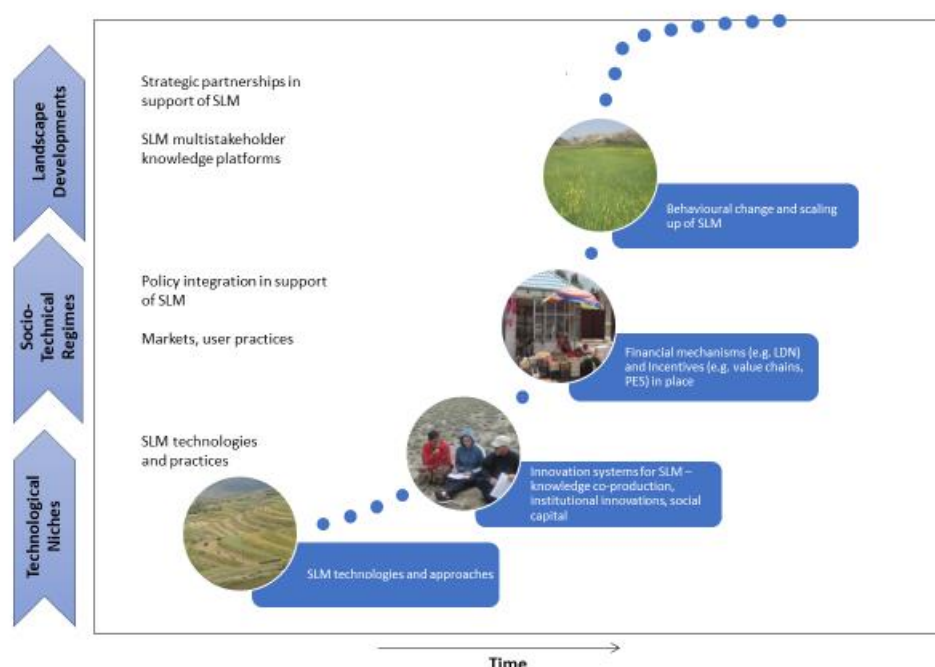 Landscape
Developments
Strategic partnerships in
support of SLM
SLM multistakeholder
knowledge platforms
Behavioural change and scaling
up of SLM
Socio-
Technical
Regimes
Policy integration in support
of SLM
Markets, user practices
Financial mechanisms (e.g. LDN)
and Incentives (e.g. value chains,
PES) in place
Technological
Niches
SLM technologies
and practices
Innovation systems for SLM –
knowledge co-production,
institutional innovations, social
capital
SLM technologies and approaches
Time